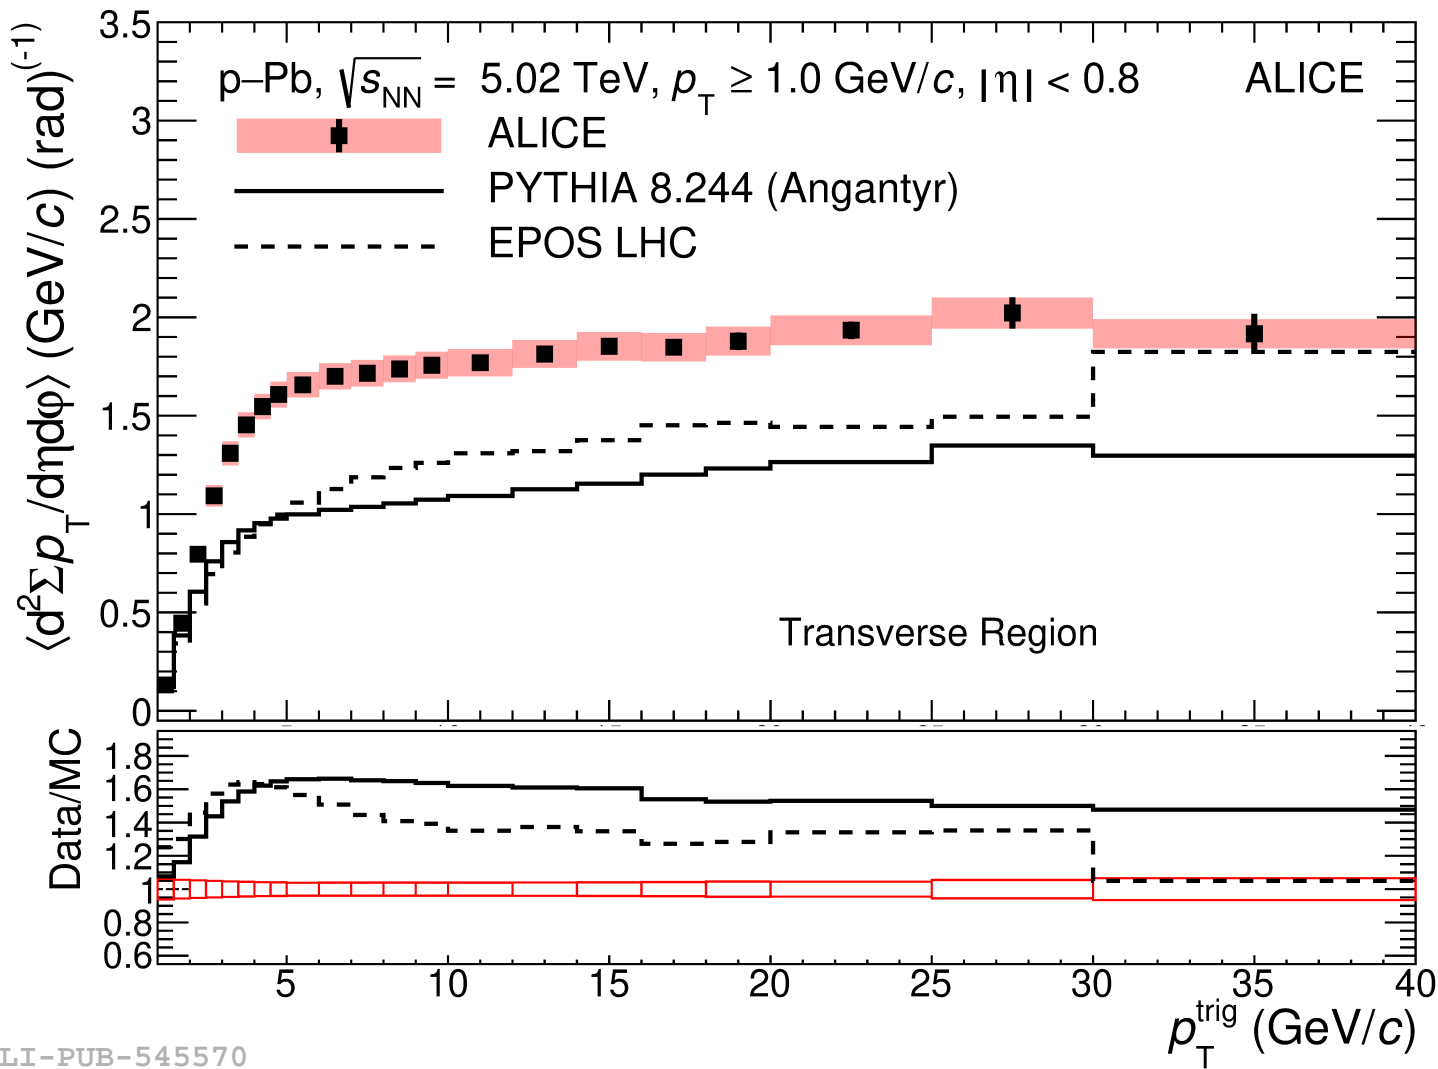 p–Pb, √sNN = 5.02 TeV, pT ≥ 1.0 GeV/c, |η| < 0.8 ALICE
ALICE
PYTHIA 8.244 (Angantyr)
EPOS LHC
Transverse Region
⟨d²ΣpT/dηdφ⟩ (GeV/c) (rad)^(-1)
3.5
3
2.5
2
1.5
1
0.5
0
Data/MC
1.8
1.6
1.4
1.2
1
0.8
0.6
5 10 15 20 25 30 35 40
pT^trig (GeV/c)
LI-PUB-545570